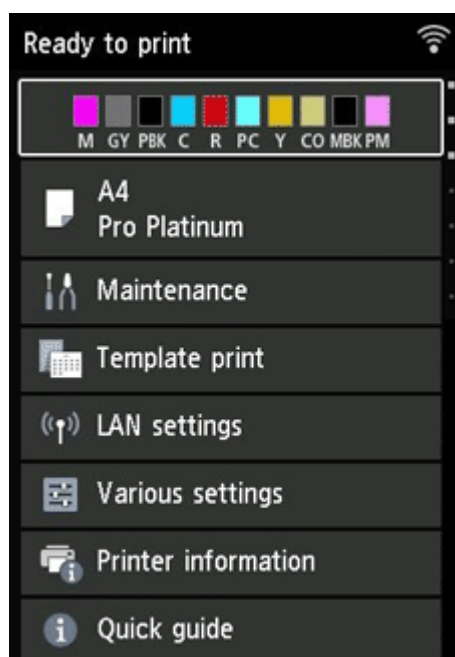 Ready to print
M GY PBK C R PC Y CO MBK PM
A4
Pro Platinum
Maintenance
Template print
LAN settings
Various settings
Printer information
Quick guide